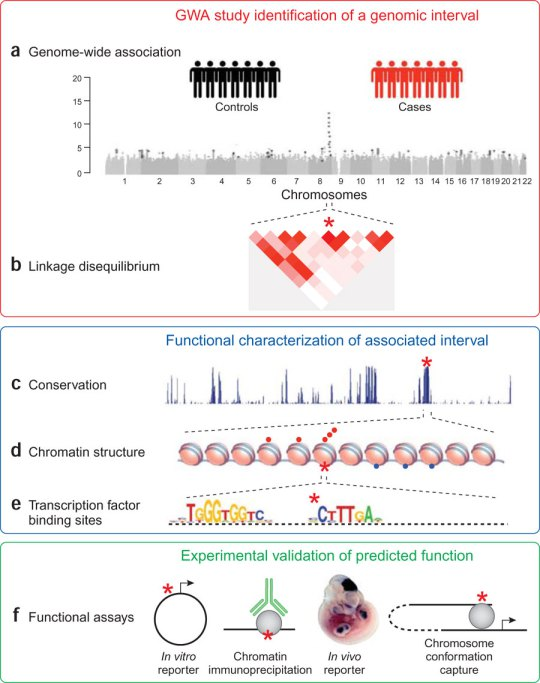 GWA study identification of a genomic interval
a Genome-wide association
20
15
10
5
0
Controls
Cases
1 2 3 4 5 6 7 8 9 10 11 12 13 14 15 16 17 18 19 20 21 22
Chromosomes
*
b Linkage disequilibrium
Functional characterization of associated interval
*
c Conservation
d Chromatin structure
*
e Transcription factor
binding sites
TGGGTGGTC
*
CTTTGA
Experimental validation of predicted function
f Functional assays
*
*
*
In vitro
reporter
Chromatin
immunoprecipitation
In vivo
reporter
Chromosome
conformation
capture